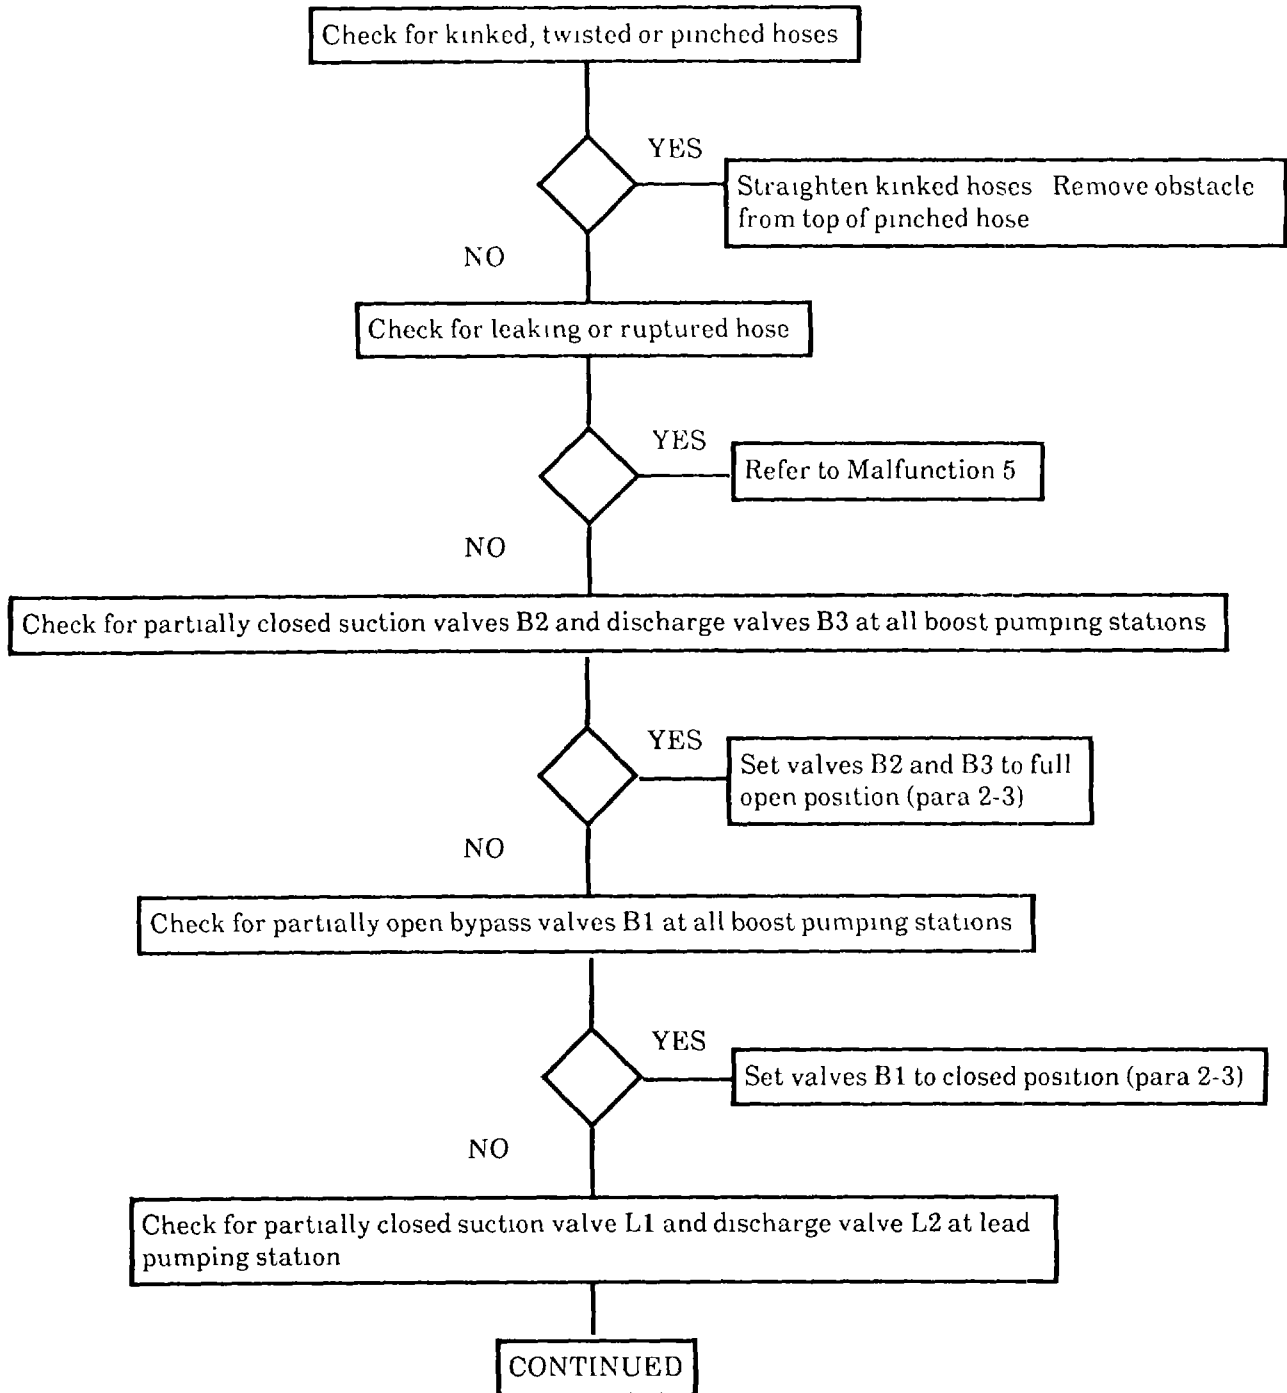 Check for kinked, twisted or pinched hoses
YES
Straighten kinked hoses Remove obstacle
from top of pinched hose
NO
Check for leaking or ruptured hose
YES
Refer to Malfunction 5
NO
Check for partially closed suction valves B2 and discharge valves B3 at all boost pumping stations
YES
Set valves B2 and B3 to full
open position (para 2-3)
NO
Check for partially open bypass valves B1 at all boost pumping stations
YES
Set valves B1 to closed position (para 2-3)
NO
Check for partially closed suction valve L1 and discharge valve L2 at lead
pumping station
CONTINUED